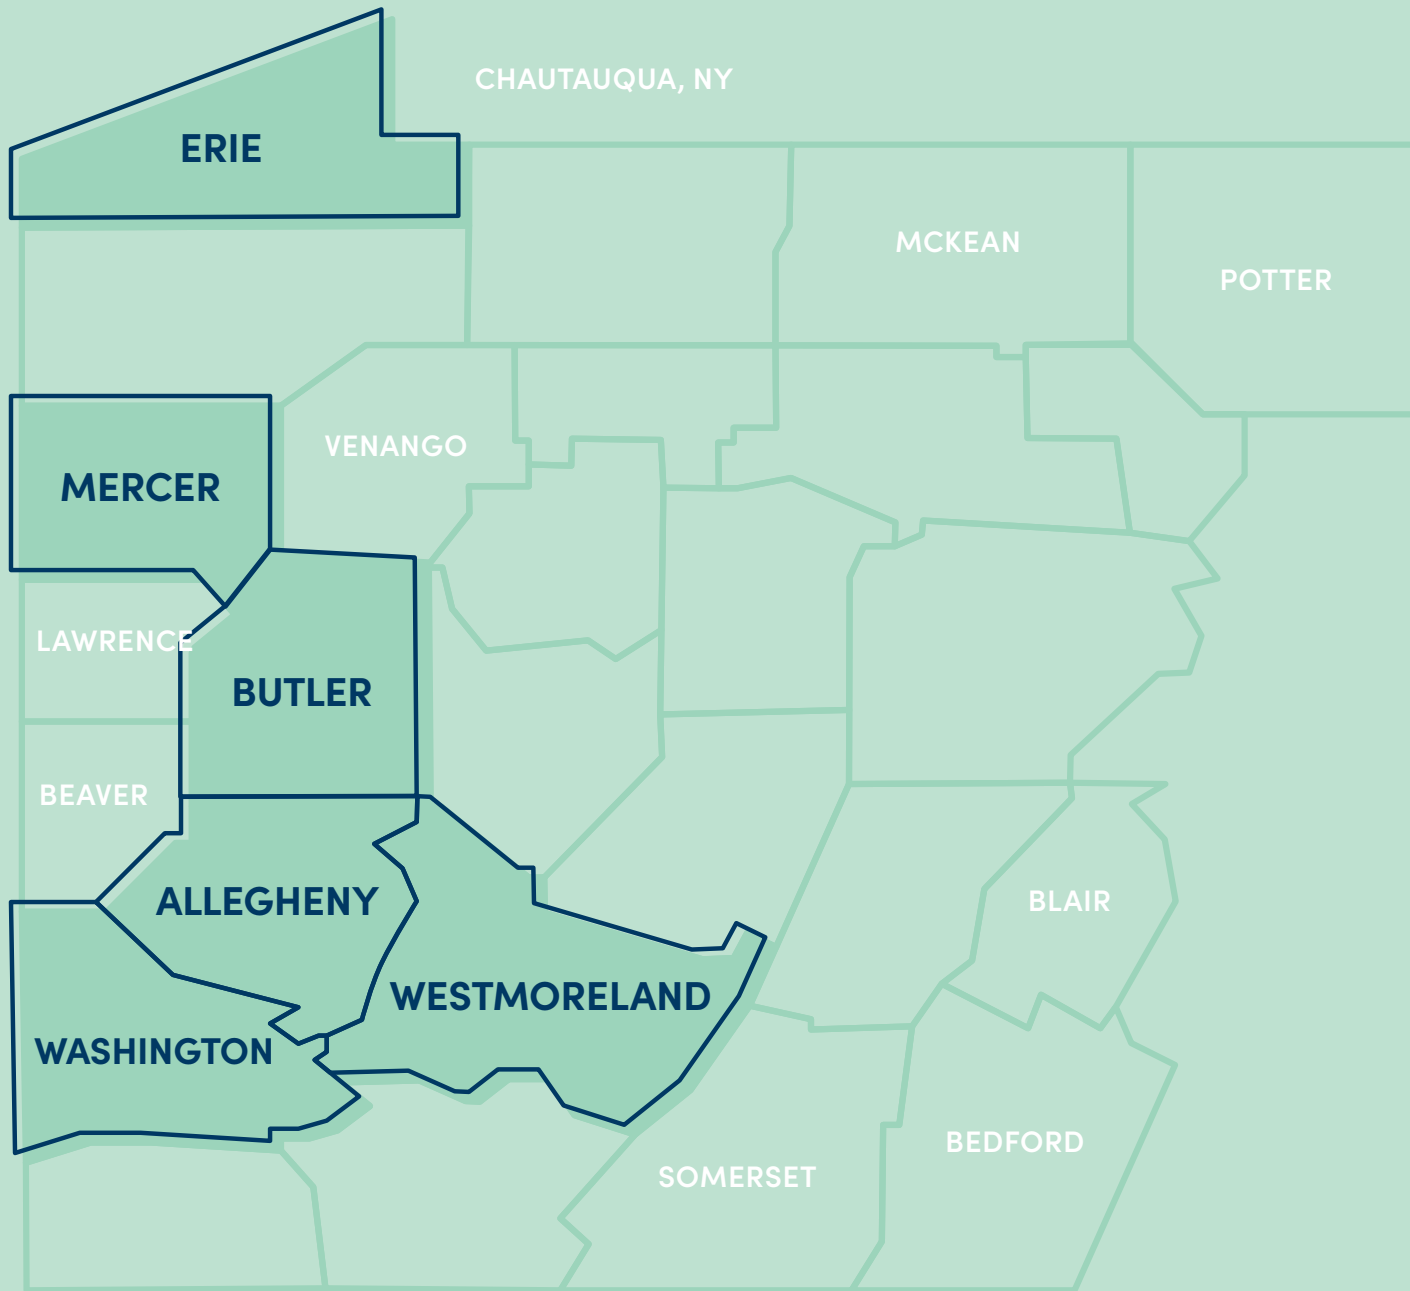 CHAUTAUQUA, NY
ERIE
MCKEAN
POTTER
VENANGO
MERCER
LAWRENCE
BUTLER
BEAVER
ALLEGHENY
BLAIR
WESTMORELAND
WASHINGTON
BEDFORD
SOMERSET